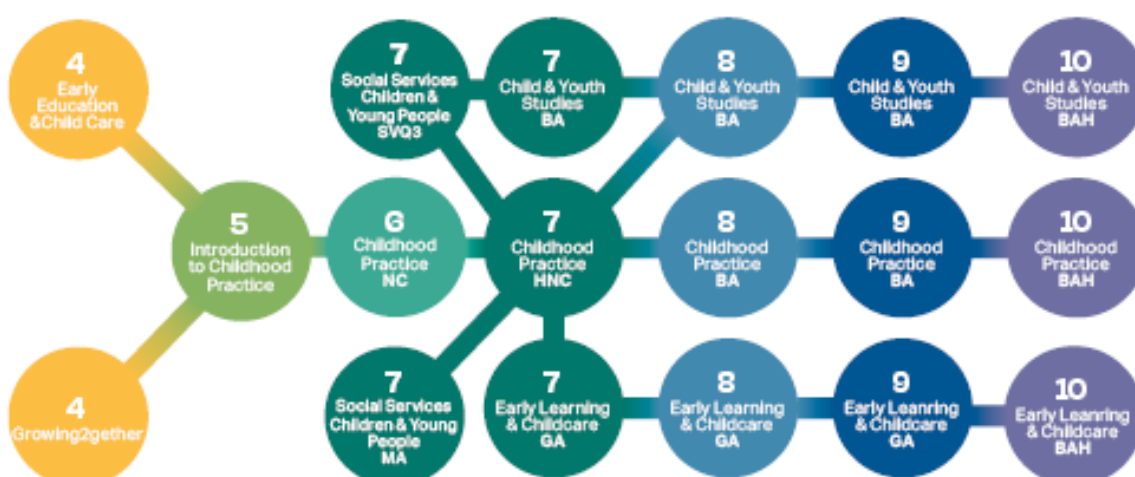 4
Early
Education
&Child Care
7
Social Services
Children &
Young People
SVQ3
7
Child & Youth
Studies
BA
8
Child & Youth
Studies
BA
9
Child & Youth
Studies
BA
10
Child & Youth
Studies
BAH
5
Introduction
to Childhood
Practice
6
Childhood
Practice
NC
7
Childhood
Practice
HNC
8
Childhood
Practice
BA
9
Childhood
Practice
BA
10
Childhood
Practice
BAH
4
Growing2gether
7
Social Services
Children & Young
People
MA
7
Early Learning
& Childcare
GA
8
Early Learning
& Childcare
GA
9
Early Leanring
& Childcare
GA
10
Early Leanring
& Childcare
BAH